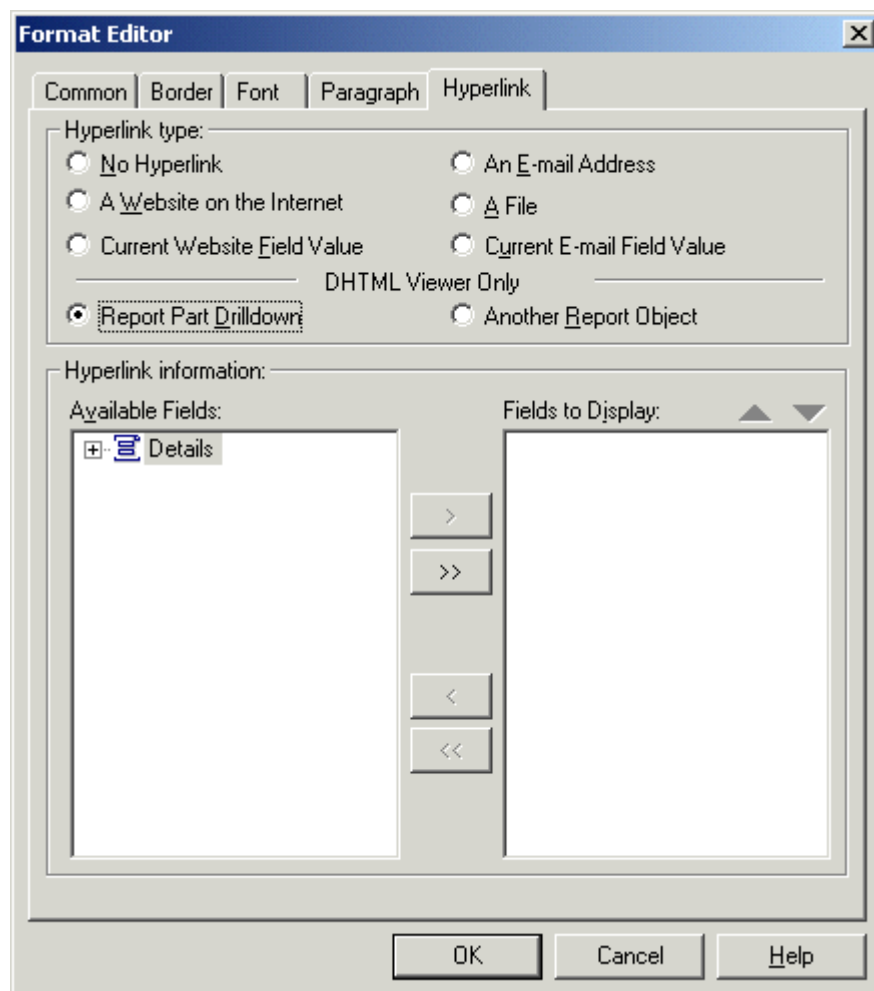 Format Editor
Common Border Font Paragraph Hyperlink
Hyperlink type:
No Hyperlink An E-mail Address
A Website on the Internet A File
Current Website Field Value Current E-mail Field Value
DHTML Viewer Only
Report Part Drilldown Another Report Object
Hyperlink information:
Available Fields: Fields to Display:
Details
>
>>
<
<<
OK Cancel Help